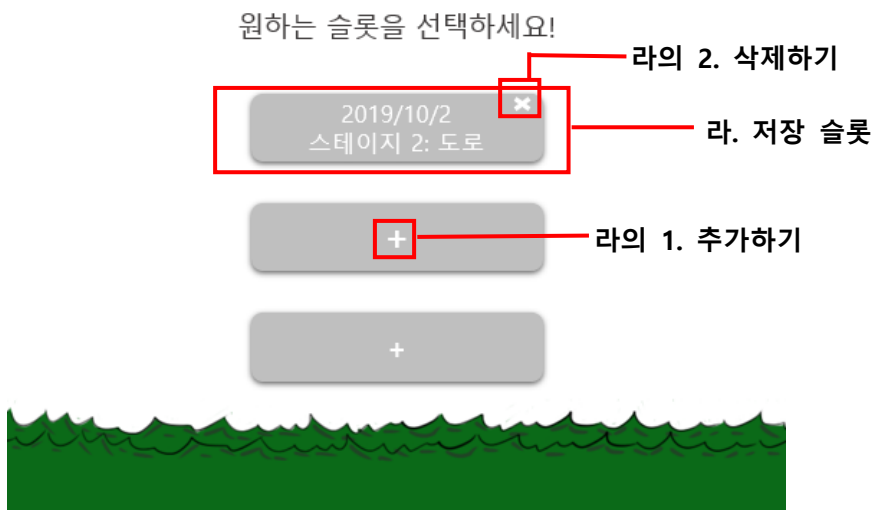 원하는 슬롯을 선택하세요!
라의 2. 삭제하기
2019/10/2
스테이지 2: 도로
라. 저장 슬롯
+
라의 1. 추가하기
+